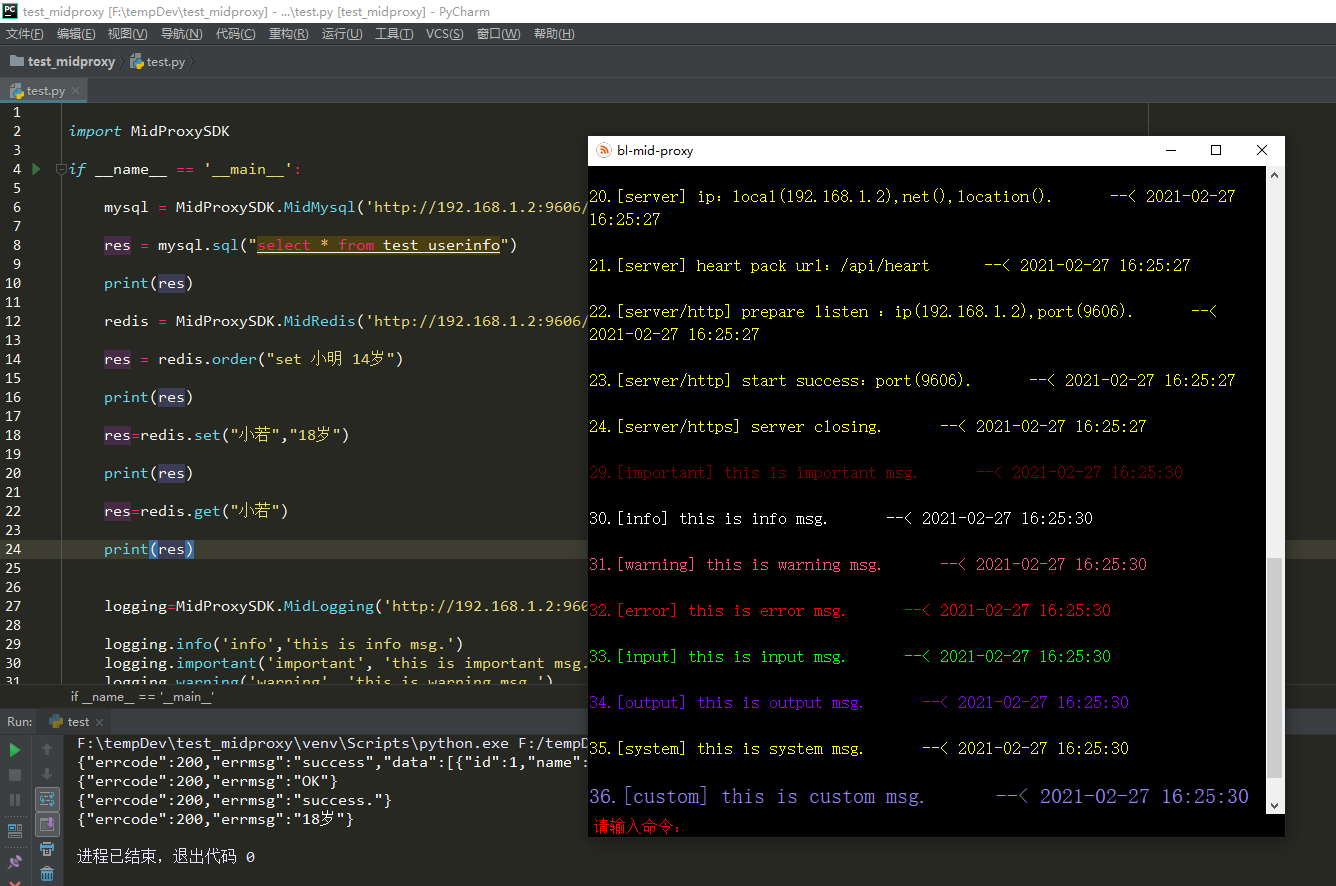 test_midproxy [F:\tempDev\test_midproxy] - ...\test.py [test_midproxy] - PyCharm
文件(F) 编辑(E) 视图(V) 导航(N) 代码(C) 重构(R) 运行(U) 工具(T) VCS(S) 窗口(W) 帮助(H)
test_midproxy test.py
test.py
1
2 import MidProxySDK
3
4 if __name__ == '__main__':
5
6 mysql = MidProxySDK.MidMysql('http://192.168.1.2:9606/
7
8 res = mysql.sql("select * from test_userinfo")
9
10 print(res)
11
12 redis = MidProxySDK.MidRedis('http://192.168.1.2:9606/
13
14 res = redis.order("set 小明 14岁")
15
16 print(res)
17
18 res=redis.set("小若","18岁")
19
20 print(res)
21
22 res=redis.get("小若")
23
24 print(res)
25
26
27 logging=MidProxySDK.MidLogging('http://192.168.1.2:960
28
29 logging.info('info','this is info msg.')
30 logging.important('important', 'this is important msg.
31 logging.warning('warning', 'this is warning msg.')
if __name__ == '__main__'
Run: test
F:\tempDev\test_midproxy\venv\Scripts\python.exe F:/tempD
{"errcode":200,"errmsg":"success","data":[{"id":1,"name":
{"errcode":200,"errmsg":"OK"}
{"errcode":200,"errmsg":"success."}
{"errcode":200,"errmsg":"18岁"}
进程已结束，退出代码 0
bl-mid-proxy
20.[server] ip：local(192.168.1.2),net(),location(). --< 2021-02-27
16:25:27
21.[server] heart pack url：/api/heart --< 2021-02-27 16:25:27
22.[server/http] prepare listen ：ip(192.168.1.2),port(9606). --<
2021-02-27 16:25:27
23.[server/http] start success：port(9606). --< 2021-02-27 16:25:27
24.[server/https] server closing. --< 2021-02-27 16:25:27
29.[important] this is important msg. --< 2021-02-27 16:25:30
30.[info] this is info msg. --< 2021-02-27 16:25:30
31.[warning] this is warning msg. --< 2021-02-27 16:25:30
32.[error] this is error msg. --< 2021-02-27 16:25:30
33.[input] this is input msg. --< 2021-02-27 16:25:30
34.[output] this is output msg. --< 2021-02-27 16:25:30
35.[system] this is system msg. --< 2021-02-27 16:25:30
36.[custom] this is custom msg. --< 2021-02-27 16:25:30
请输入命令：